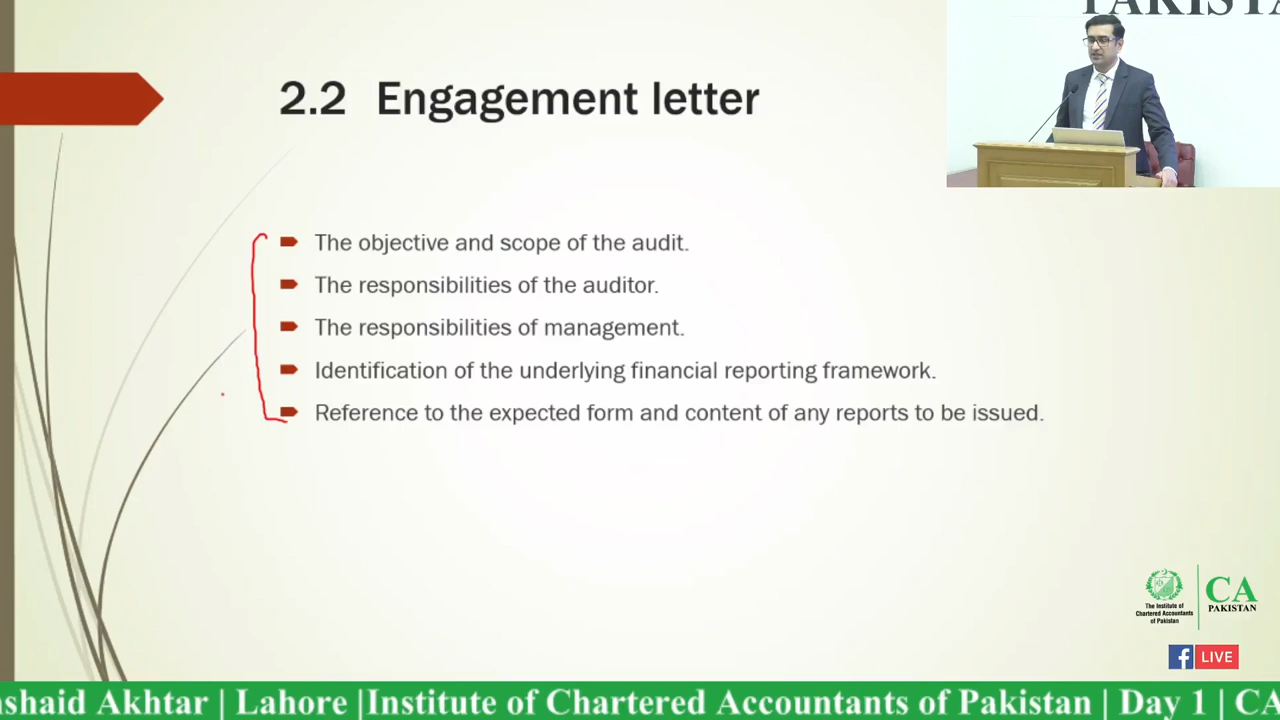 PAKISTA
2.2 Engagement letter
The objective and scope of the audit.
The responsibilities of the auditor.
The responsibilities of management.
Identification of the underlying financial reporting framework.
Reference to the expected form and content of any reports to be issued.
The Institute of
Chartered Accountants
of Pakistan
CA
PAKISTAN
f LIVE
shaid Akhtar | Lahore |Institute of Chartered Accountants of Pakistan | Day 1 | CA